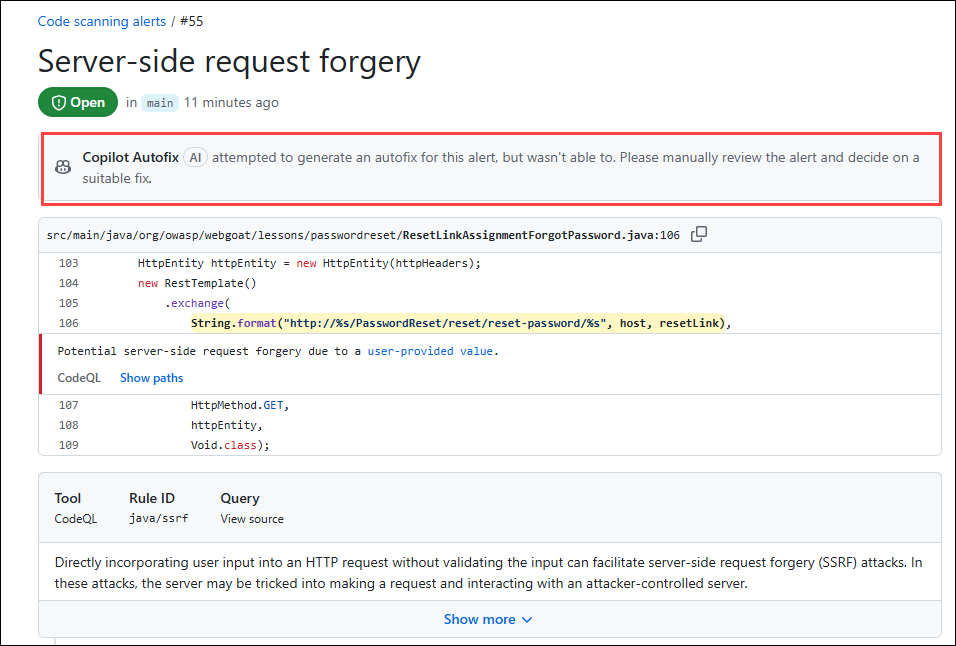 Code scanning alerts / #55
Server-side request forgery
Open in main 11 minutes ago
Copilot Autofix AI attempted to generate an autofix for this alert, but wasn't able to. Please manually review the alert and decide on a
suitable fix.
src/main/java/org/owasp/webgoat/lessons/passwordreset/ResetLinkAssignmentForgotPassword.java:106
103 HttpEntity httpEntity = new HttpEntity(httpHeaders);
104 new RestTemplate()
105 .exchange(
106 String.format("http://%s/PasswordReset/reset/reset-password/%s", host, resetLink),
Potential server-side request forgery due to a user-provided value.
CodeQL Show paths
107 HttpMethod.GET,
108 httpEntity,
109 Void.class);
Tool Rule ID Query
CodeQL java/ssrf View source
Directly incorporating user input into an HTTP request without validating the input can facilitate server-side request forgery (SSRF) attacks. In
these attacks, the server may be tricked into making a request and interacting with an attacker-controlled server.
Show more